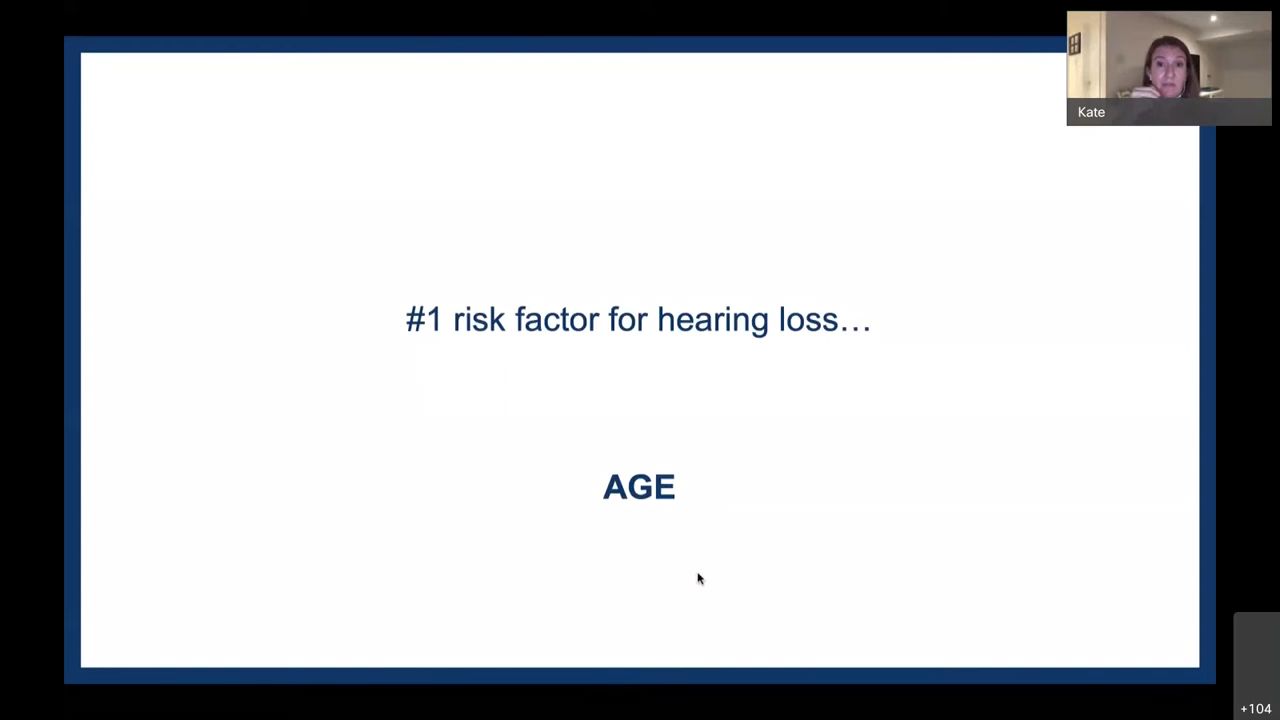 Kate
#1 risk factor for hearing loss…
AGE
+104